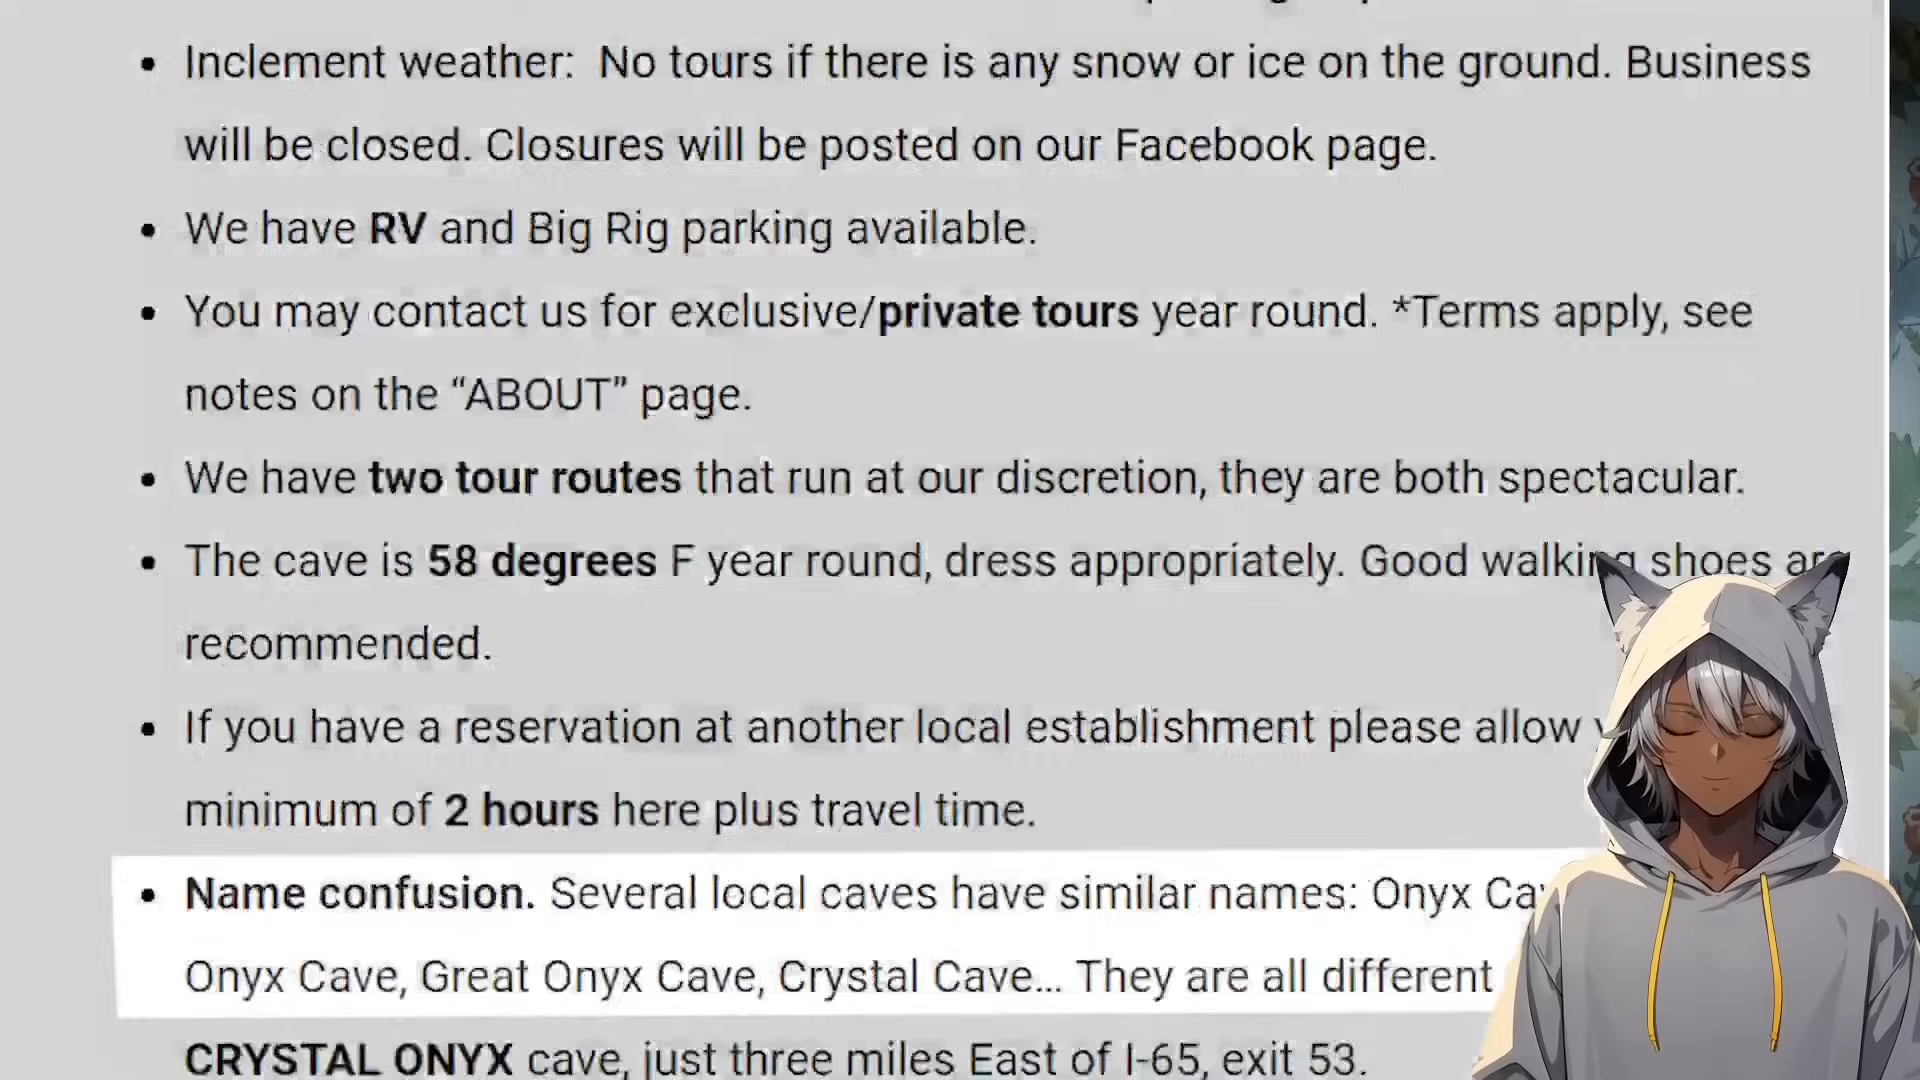 • Inclement weather: No tours if there is any snow or ice on the ground. Business
will be closed. Closures will be posted on our Facebook page.
• We have RV and Big Rig parking available.
• You may contact us for exclusive/private tours year round. *Terms apply, see
notes on the “ABOUT” page.
• We have two tour routes that run at our discretion, they are both spectacular.
• The cave is 58 degrees F year round, dress appropriately. Good walking shoes are
recommended.
• If you have a reservation at another local establishment please allow
minimum of 2 hours here plus travel time.
• Name confusion. Several local caves have similar names: Onyx
Onyx Cave, Great Onyx Cave, Crystal Cave... They are all different
CRYSTAL ONYX cave, just three miles East of I-65, exit 53.